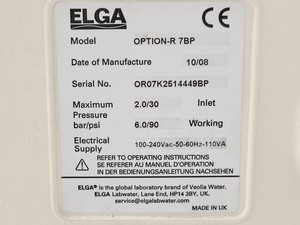 ELGA CE
Model OPTION-R 7BP
Date of Manufacture 10/08
Serial No. OR07K2514449BP
Maximum 2.0/30 Inlet
Pressure
bar/psi 6.0/90 Working
Electrical
Supply 100-240Vac-50-60Hz-110VA
REFER TO OPERATING INSTRUCTIONS
SE REFERER AU MODE D'EMPLOI
IN DER BEDIENUNGSANLEITUNG NACHSEHEN
ELGA® is the global laboratory brand of Veolia Water.
ELGA Labwater, Lane End, HP14 3BY, UK.
service@elgalabwater.com
MADE IN UK